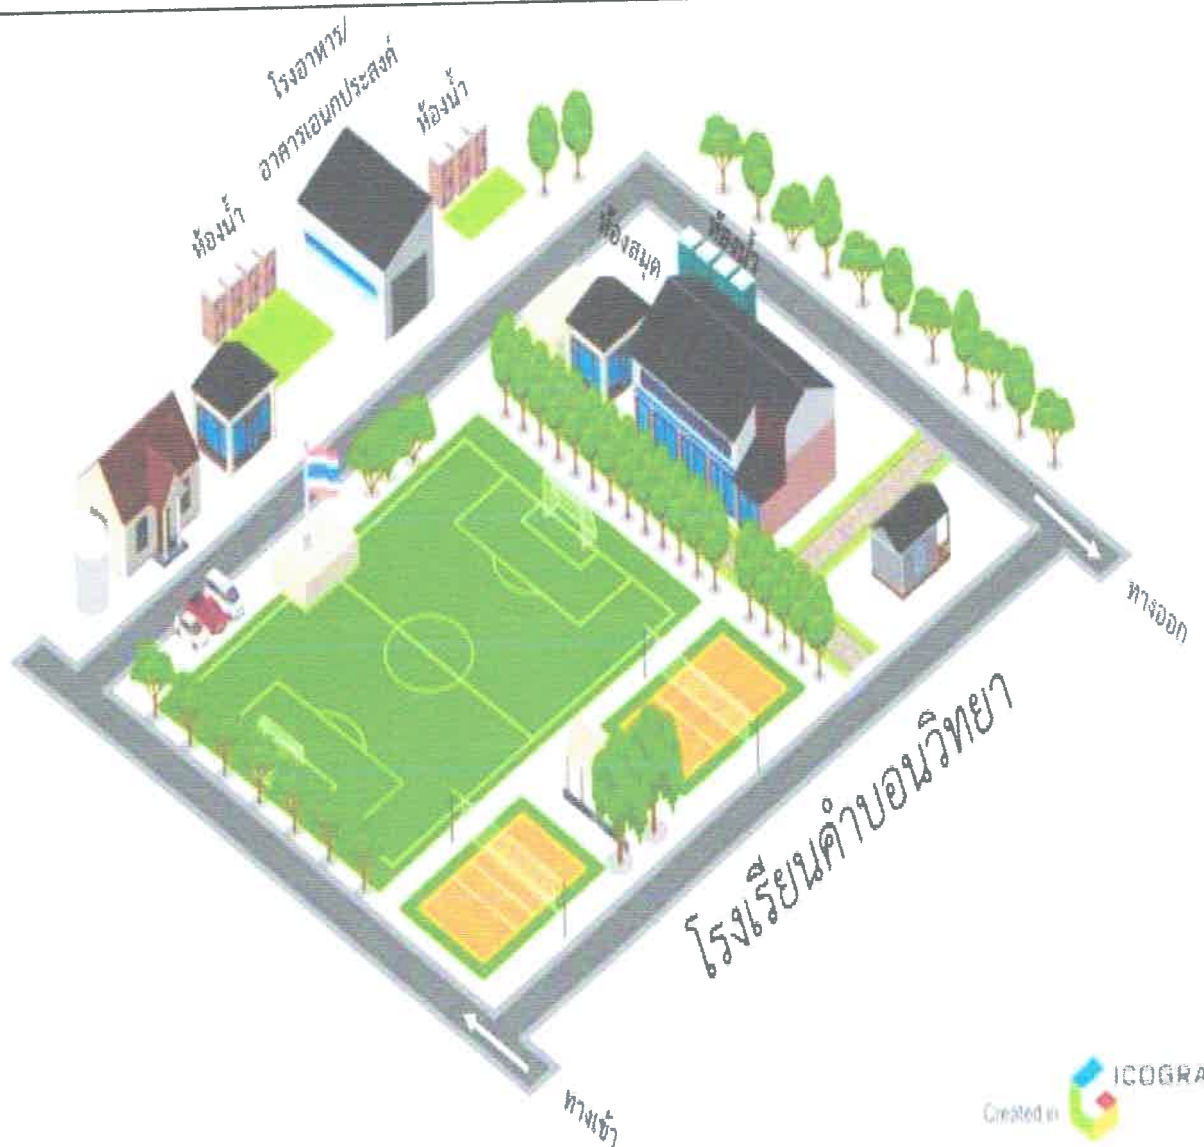 โรงอาหาร/
อาคารเอนกประสงค์
ห้องน้ำ
ห้องน้ำ
ห้องสมุด
ห้องน้ำ
ทางออก
โรงเรียนคำบอนวิทยา
ทางเข้า
Created in
ICOGRA